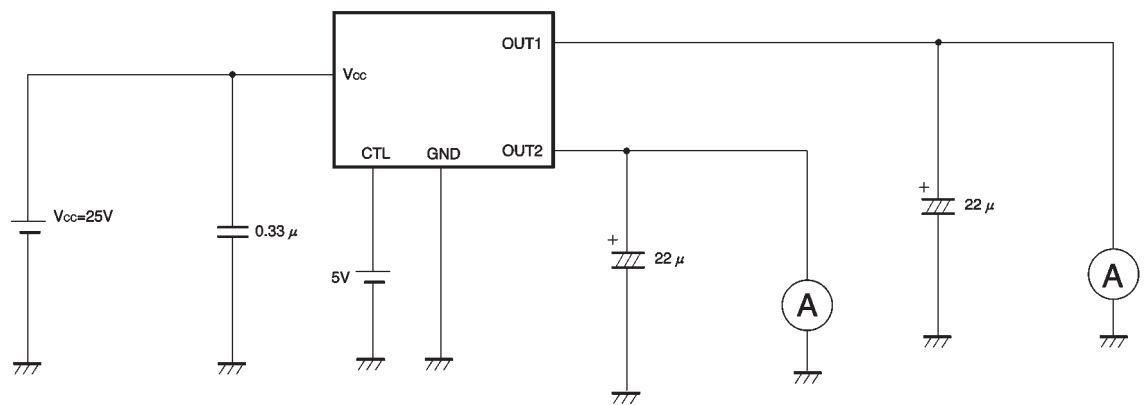 OUT1
Vcc
CTL
GND
OUT2
Vcc=25V
0.33 μ
5V
+
22 μ
+
22 μ
A
A